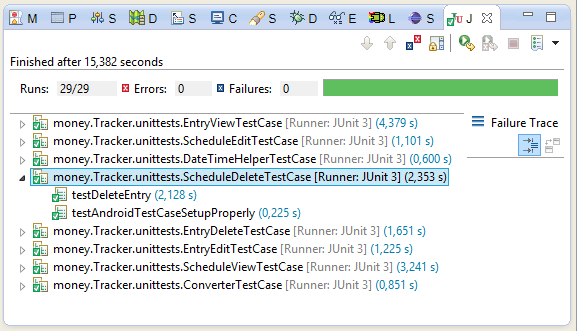 M P S D C S D E L S J
Finished after 15,382 seconds
Runs: 29/29 Errors: 0 Failures: 0
money.Tracker.unittests.EntryViewTestCase [Runner: JUnit 3] (4,379 s)
Failure Trace
money.Tracker.unittests.ScheduleEditTestCase [Runner: JUnit 3] (1,101 s)
money.Tracker.unittests.DateTimeHelperTestCase [Runner: JUnit 3] (0,600 s)
money.Tracker.unittests.ScheduleDeleteTestCase [Runner: JUnit 3] (2,353 s)
testDeleteEntry (2,128 s)
testAndroidTestCaseSetupProperly (0,225 s)
money.Tracker.unittests.EntryDeleteTestCase [Runner: JUnit 3] (1,651 s)
money.Tracker.unittests.EntryEditTestCase [Runner: JUnit 3] (1,225 s)
money.Tracker.unittests.ScheduleViewTestCase [Runner: JUnit 3] (3,241 s)
money.Tracker.unittests.ConverterTestCase [Runner: JUnit 3] (0,851 s)